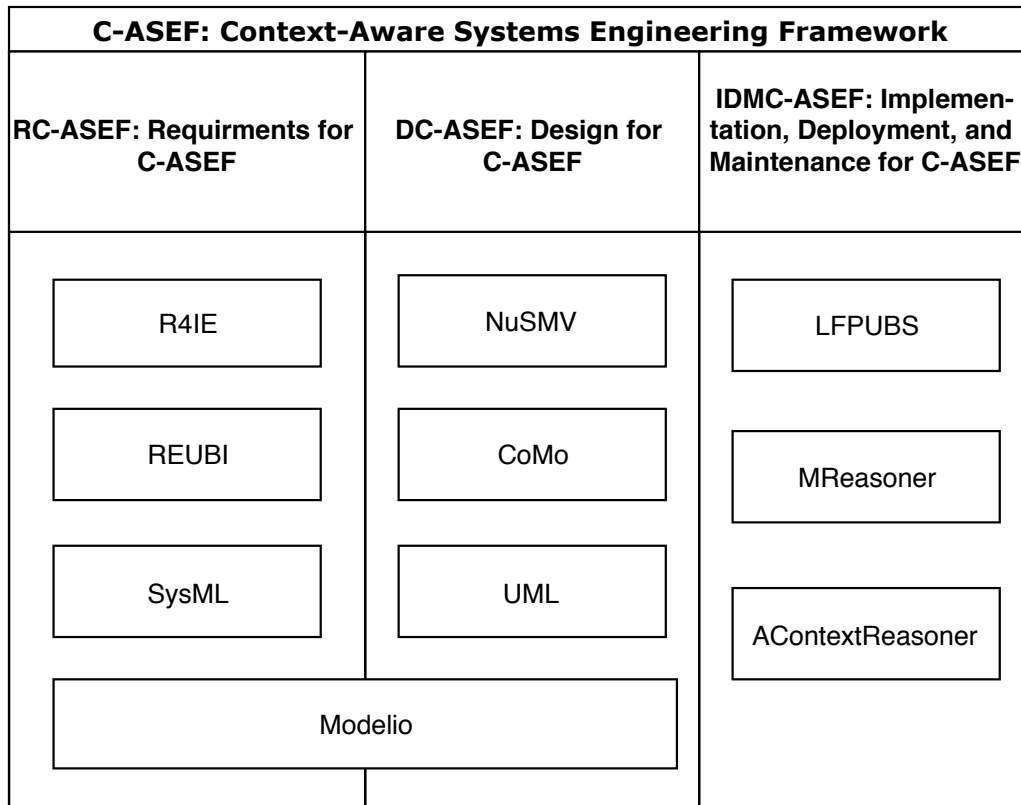 C-ASEF: Context-Aware Systems Engineering Framework
RC-ASEF: Requirments for
C-ASEF
DC-ASEF: Design for
C-ASEF
IDMC-ASEF: Implemen-
tation, Deployment, and
Maintenance for C-ASEF
R4IE
REUBI
SysML
NuSMV
CoMo
UML
LFPUBS
MReasoner
AContextReasoner
Modelio